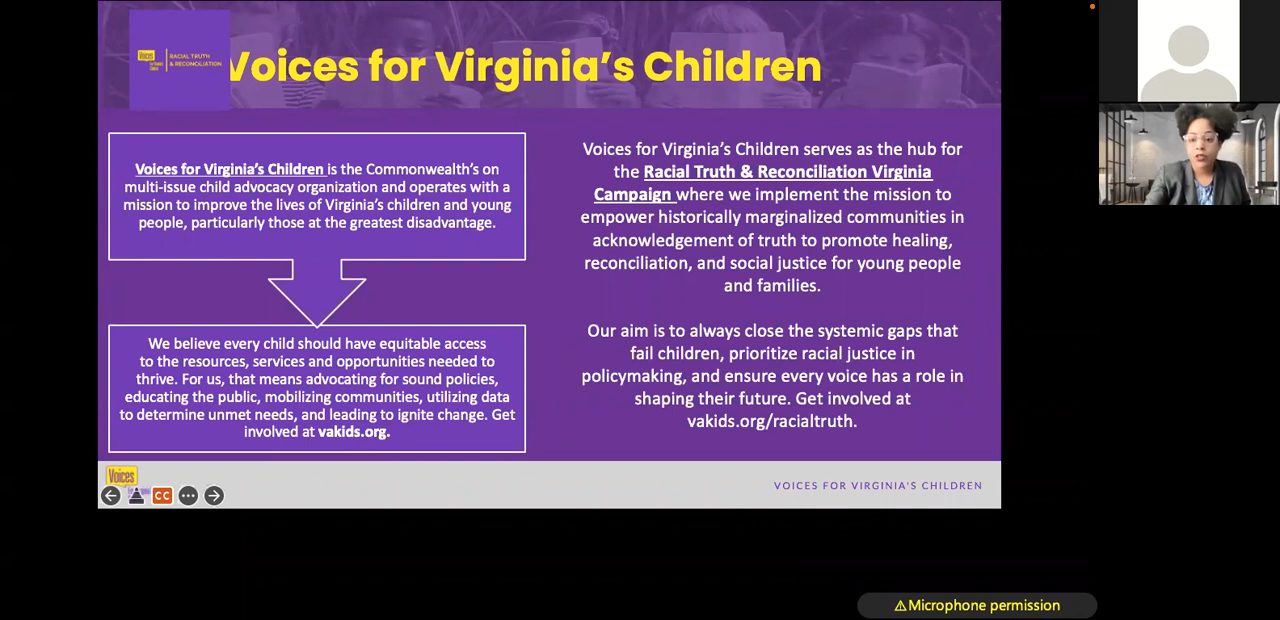 Voices
for Virginia's
Children
RACIAL TRUTH
& RECONCILIATION
Voices for Virginia's Children
Voices for Virginia's Children is the Commonwealth's on
multi-issue child advocacy organization and operates with a
mission to improve the lives of Virginia's children and young
people, particularly those at the greatest disadvantage.
We believe every child should have equitable access
to the resources, services and opportunities needed to
thrive. For us, that means advocating for sound policies,
educating the public, mobilizing communities, utilizing data
to determine unmet needs, and leading to ignite change. Get
involved at vakids.org.
Voices for Virginia's Children serves as the hub for
the Racial Truth & Reconciliation Virginia
Campaign where we implement the mission to
empower historically marginalized communities in
acknowledgement of truth to promote healing,
reconciliation, and social justice for young people
and families.
Our aim is to always close the systemic gaps that
fail children, prioritize racial justice in
policymaking, and ensure every voice has a role in
shaping their future. Get involved at
vakids.org/racialtruth.
Voices
CC
VOICES FOR VIRGINIA'S CHILDREN
Microphone permission